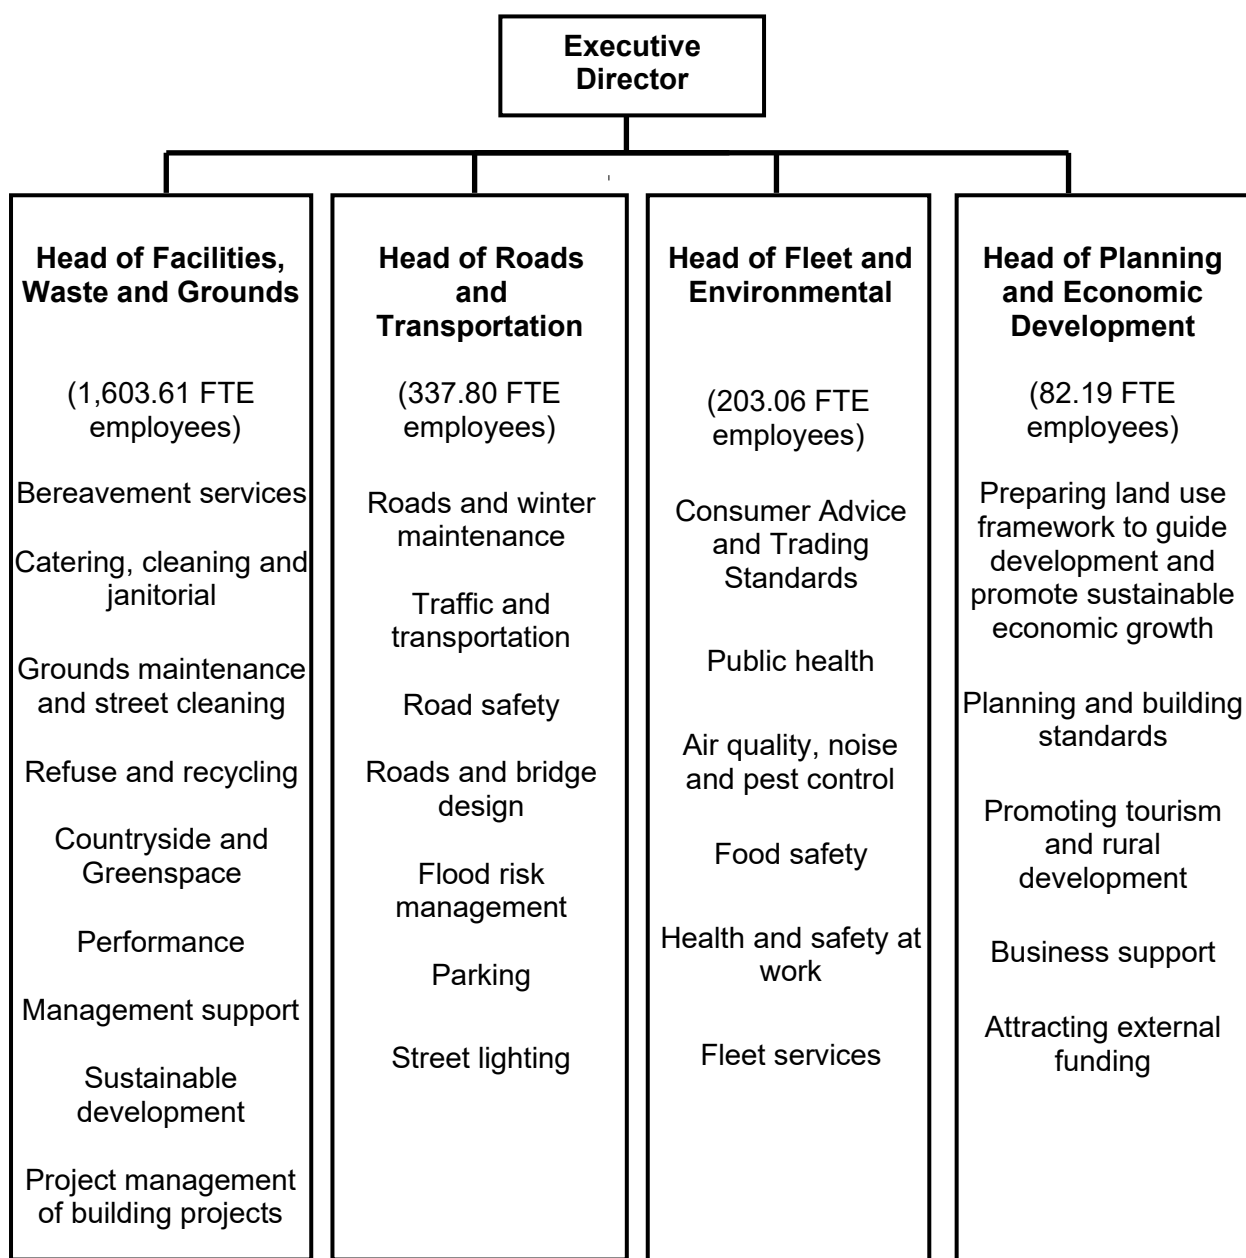 Executive
Director
Head of Facilities,
Waste and Grounds
(1,603.61 FTE
employees)
Bereavement services
Catering, cleaning and
janitorial
Grounds maintenance
and street cleaning
Refuse and recycling
Countryside and
Greenspace
Performance
Management support
Sustainable
development
Project management
of building projects
Head of Roads
and
Transportation
(337.80 FTE
employees)
Roads and winter
maintenance
Traffic and
transportation
Road safety
Roads and bridge
design
Flood risk
management
Parking
Street lighting
Head of Fleet and
Environmental
(203.06 FTE
employees)
Consumer Advice
and Trading
Standards
Public health
Air quality, noise
and pest control
Food safety
Health and safety at
work
Fleet services
Head of Planning
and Economic
Development
(82.19 FTE
employees)
Preparing land use
framework to guide
development and
promote sustainable
economic growth
Planning and building
standards
Promoting tourism
and rural
development
Business support
Attracting external
funding